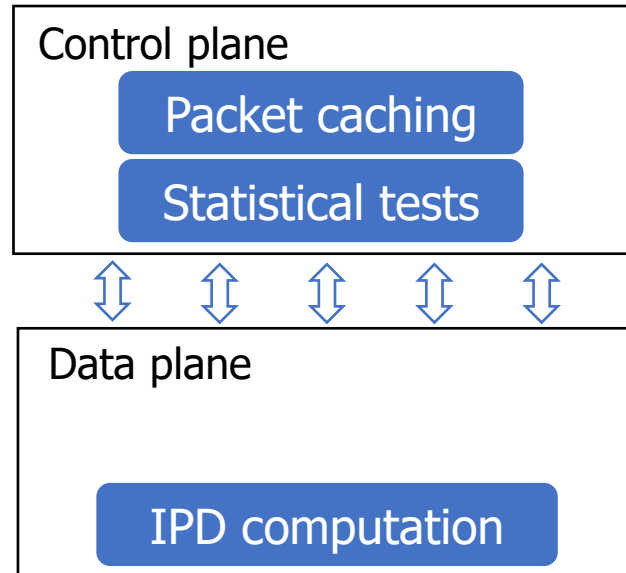 Control plane
Packet caching
Statistical tests
Data plane
IPD computation